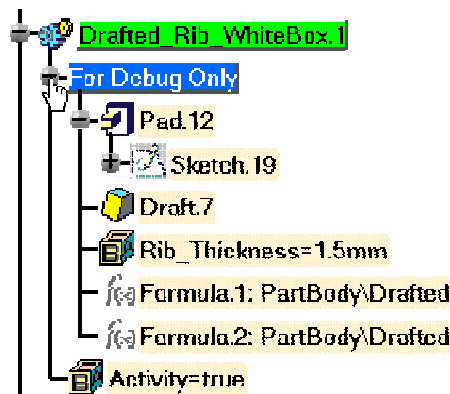 Drafted_Rib_WhiteBox.1
For Debug Only
Pad.12
Sketch.19
Draft.7
Rib_Thickness=1.5mm
f(x) Formula.1: PartBody\Drafted
f(x) Formula.2: PartBody\Drafted
Activity=true